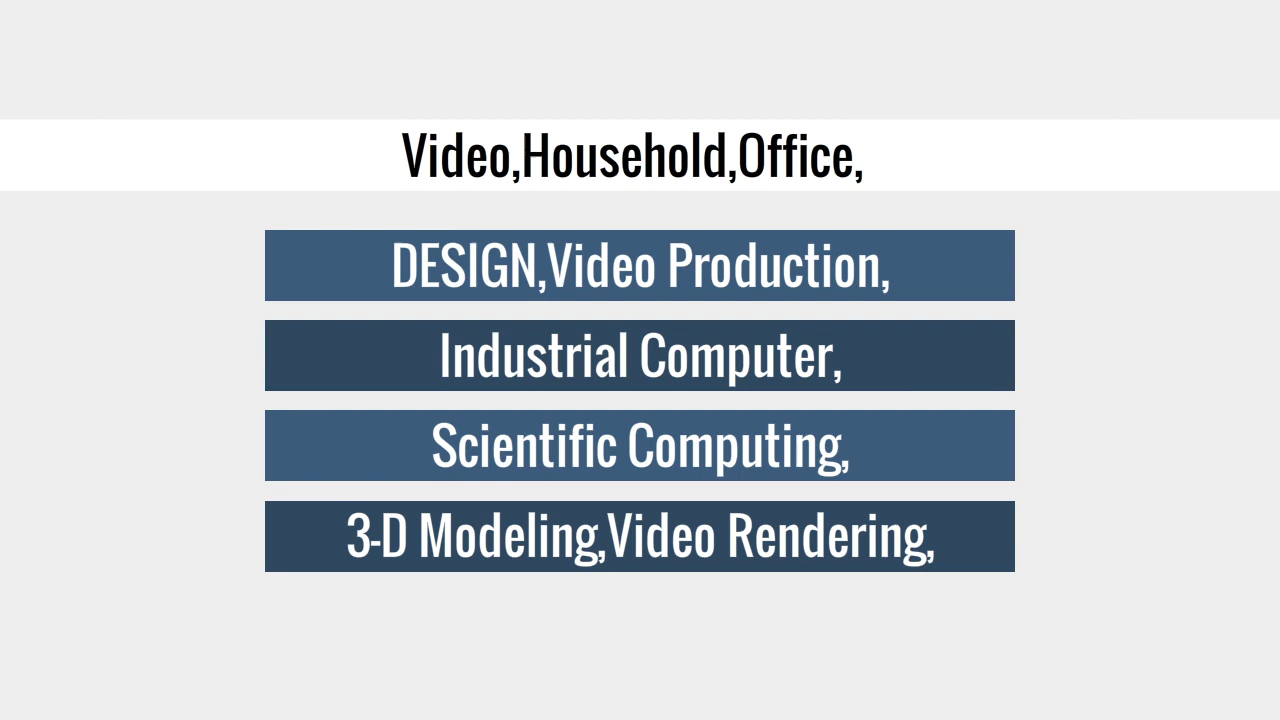 Video,Household,Office,
DESIGN,Video Production,
Industrial Computer,
Scientific Computing,
3-D Modeling,Video Rendering,